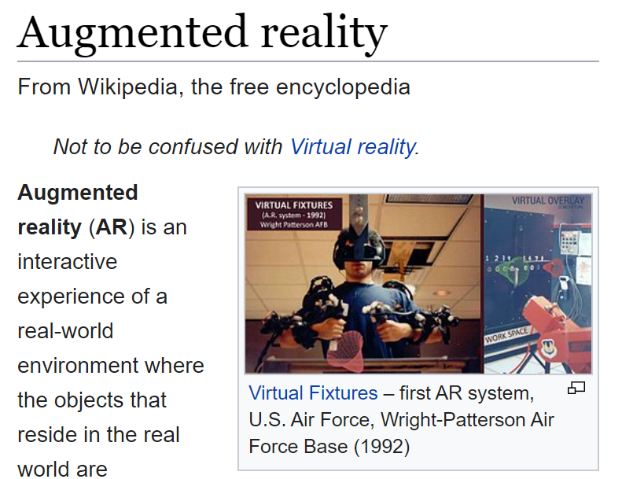 Augmented reality
From Wikipedia, the free encyclopedia
Not to be confused with Virtual reality.
Augmented
reality (AR) is an
interactive
experience of a
real-world
environment where
the objects that
reside in the real
world are
VIRTUAL FIXTURES
(A.R. system - 1992)
Wright Patterson AFB
VIRTUAL OVERLAY
WORK SPACE
Virtual Fixtures – first AR system,
U.S. Air Force, Wright-Patterson Air
Force Base (1992)